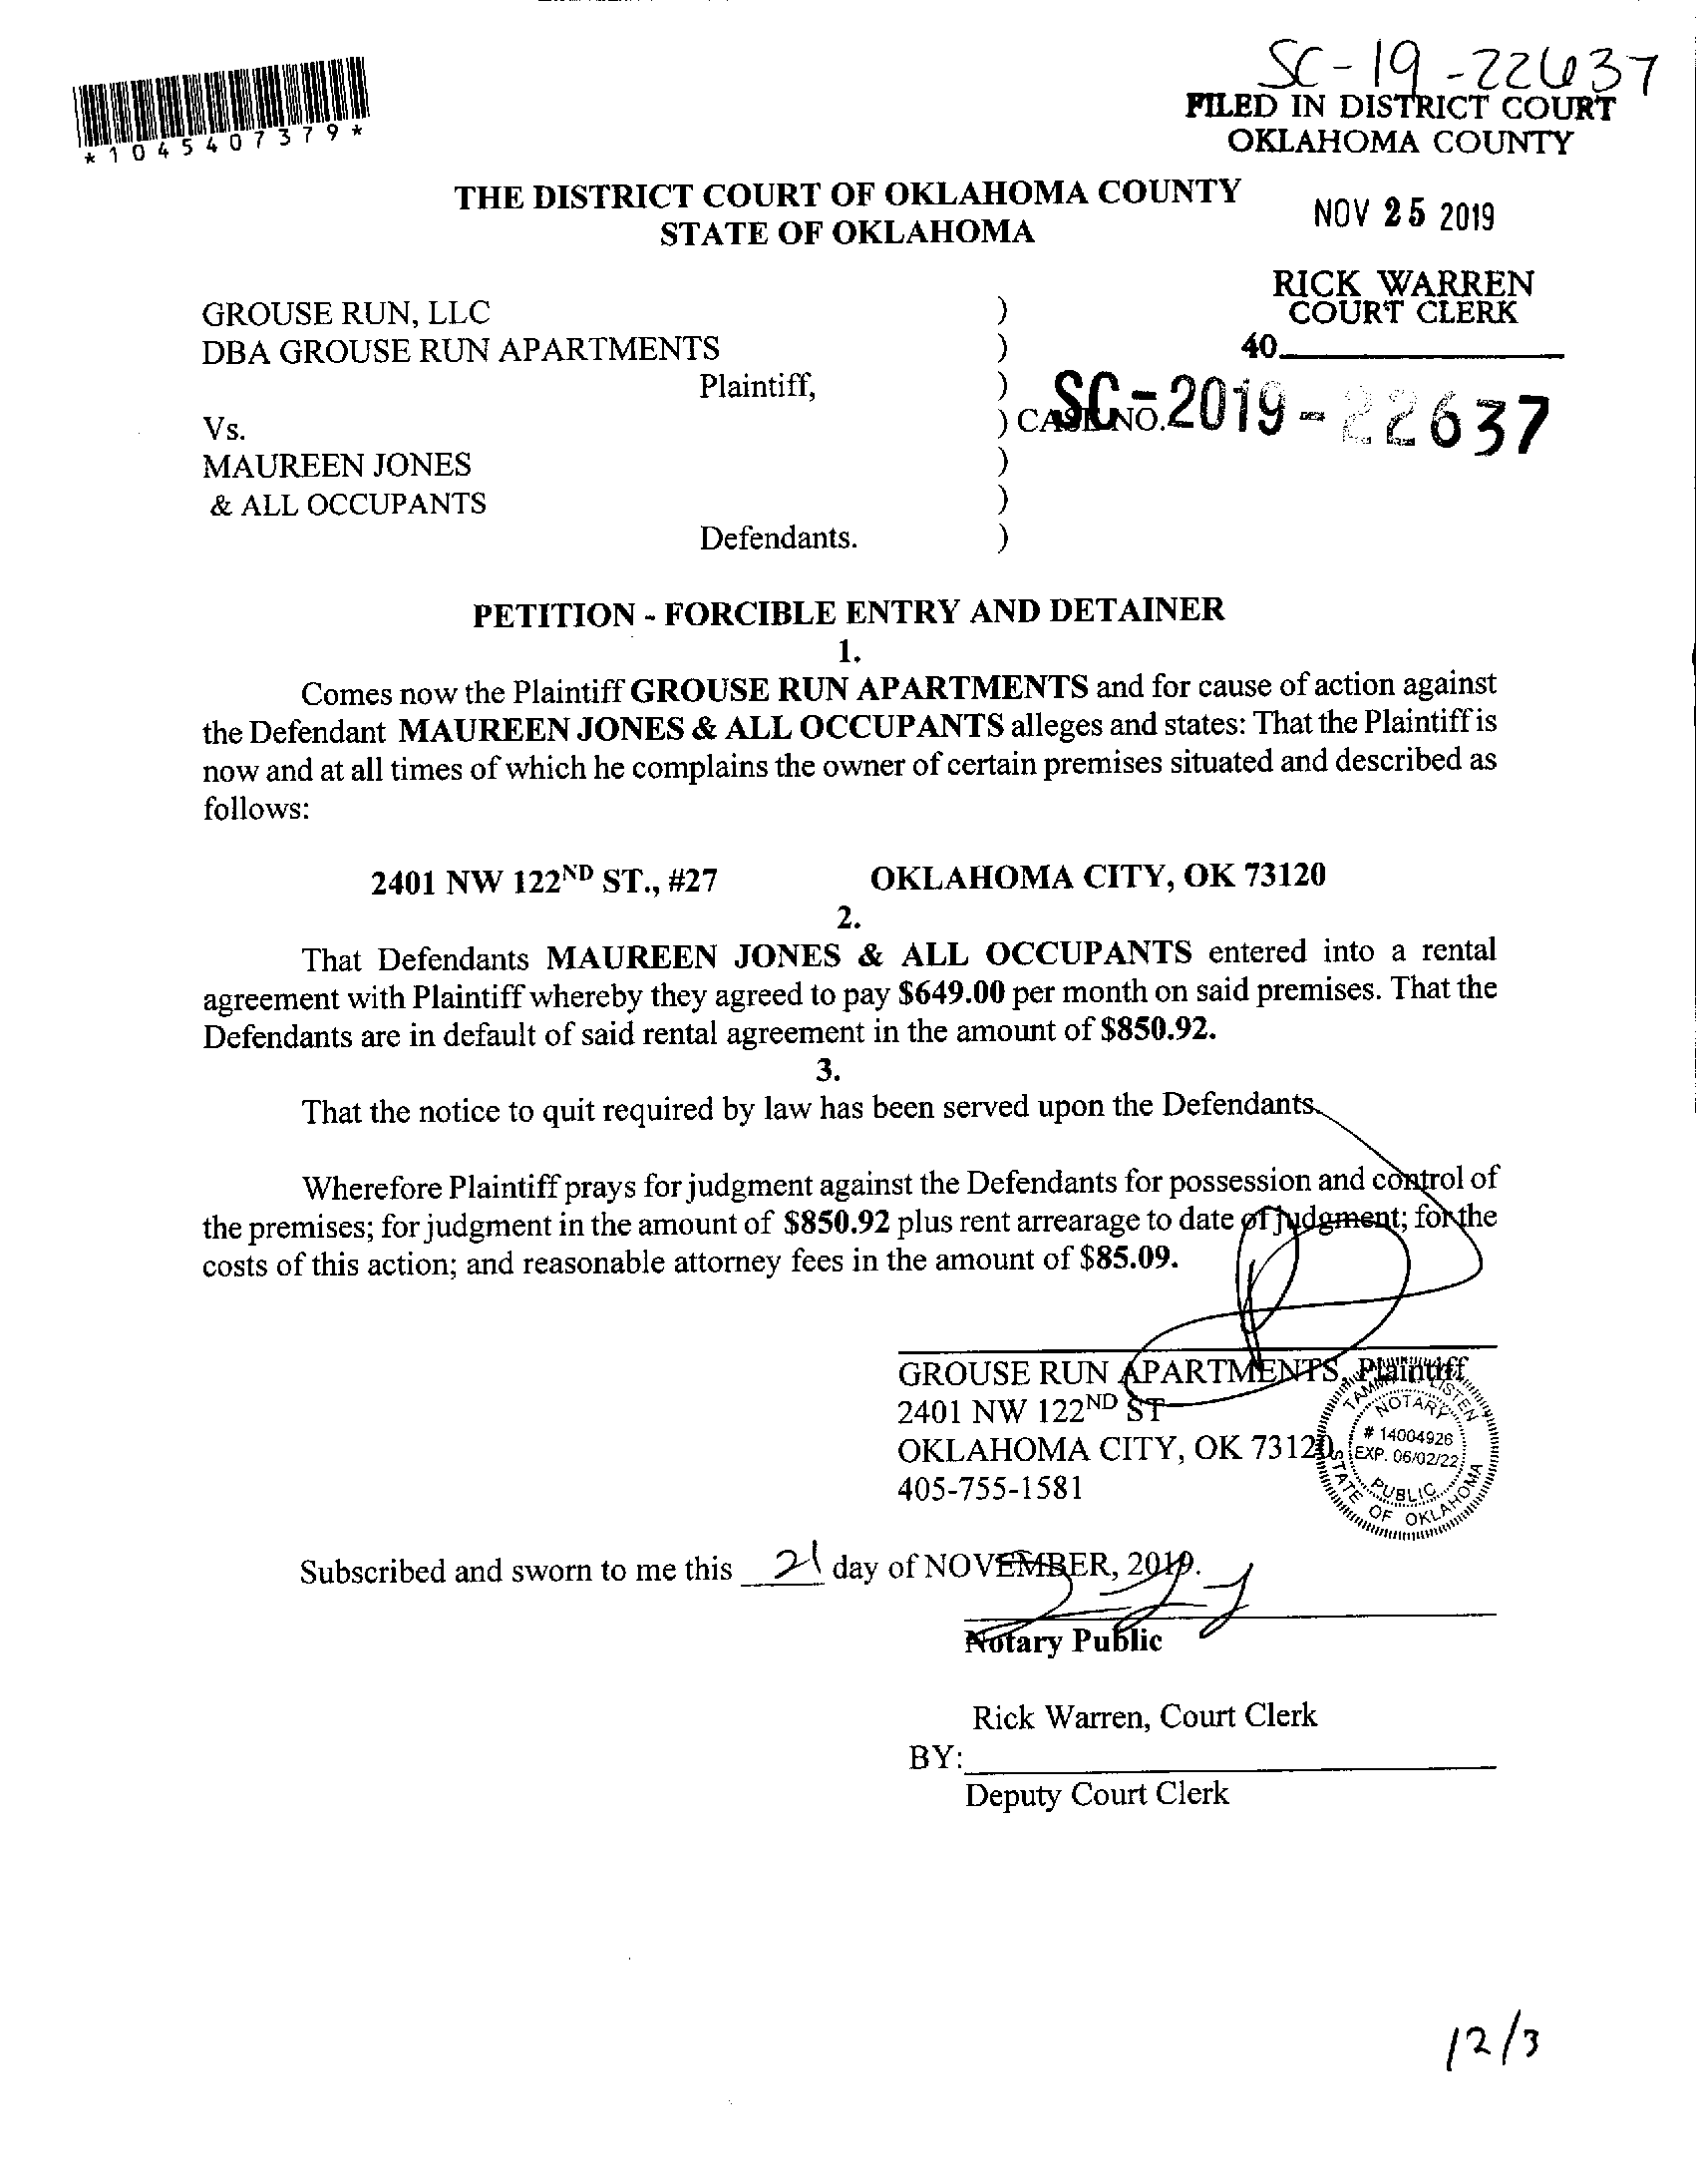 SC-19-22637
FILED IN DISTRICT COURT
OKLAHOMA COUNTY
*1045407379*
THE DISTRICT COURT OF OKLAHOMA COUNTY
STATE OF OKLAHOMA
NOV 25 2019
RICK WARREN
COURT CLERK
40
GROUSE RUN, LLC )
DBA GROUSE RUN APARTMENTS )
Plaintiff, )
Vs. ) CASE NO. SC-2019-22637
MAUREEN JONES )
& ALL OCCUPANTS )
Defendants. )
PETITION - FORCIBLE ENTRY AND DETAINER
1.
Comes now the Plaintiff GROUSE RUN APARTMENTS and for cause of action against
the Defendant MAUREEN JONES & ALL OCCUPANTS alleges and states: That the Plaintiff is
now and at all times of which he complains the owner of certain premises situated and described as
follows:
2401 NW 122ND ST., #27 OKLAHOMA CITY, OK 73120
2.
That Defendants MAUREEN JONES & ALL OCCUPANTS entered into a rental
agreement with Plaintiff whereby they agreed to pay $649.00 per month on said premises. That the
Defendants are in default of said rental agreement in the amount of $850.92.
3.
That the notice to quit required by law has been served upon the Defendants.
Wherefore Plaintiff prays for judgment against the Defendants for possession and control of
the premises; for judgment in the amount of $850.92 plus rent arrearage to date of judgment; for the
costs of this action; and reasonable attorney fees in the amount of $85.09.
GROUSE RUN APARTMENTS, Plaintiff
2401 NW 122ND ST
OKLAHOMA CITY, OK 73120
405-755-1581
NOTARY
# 14004926
EXP. 06/02/22
PUBLIC
STATE OF OKLAHOMA
Subscribed and sworn to me this 21 day of NOVEMBER, 2019.
Notary Public
Rick Warren, Court Clerk
BY:
Deputy Court Clerk
12/3